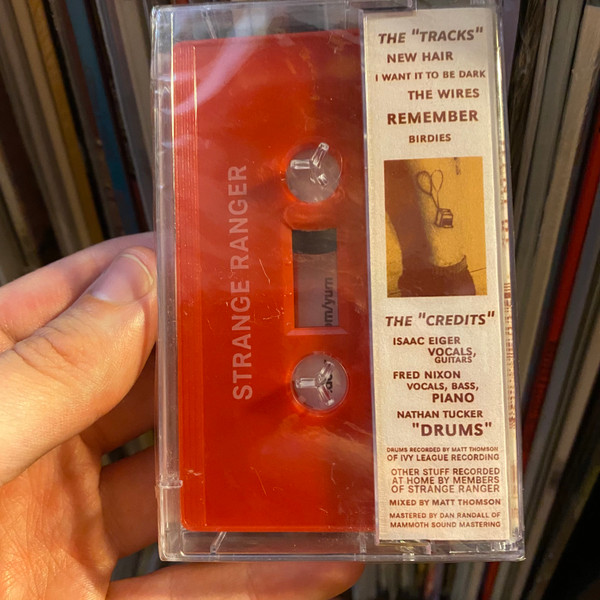 STRANGE RANGER
om/yum
THE "TRACKS"
NEW HAIR
I WANT IT TO BE DARK
THE WIRES
REMEMBER
BIRDIES
THE "CREDITS"
ISAAC EIGER
VOCALS,
GUITARS
FRED NIXON
VOCALS, BASS,
PIANO
NATHAN TUCKER
"DRUMS"
DRUMS RECORDED BY MATT THOMSON
OF IVY LEAGUE RECORDING
OTHER STUFF RECORDED
AT HOME BY MEMBERS
OF STRANGE RANGER
MIXED BY MATT THOMSON
MASTERED BY DAN RANDALL OF
MAMMOTH SOUND MASTERING